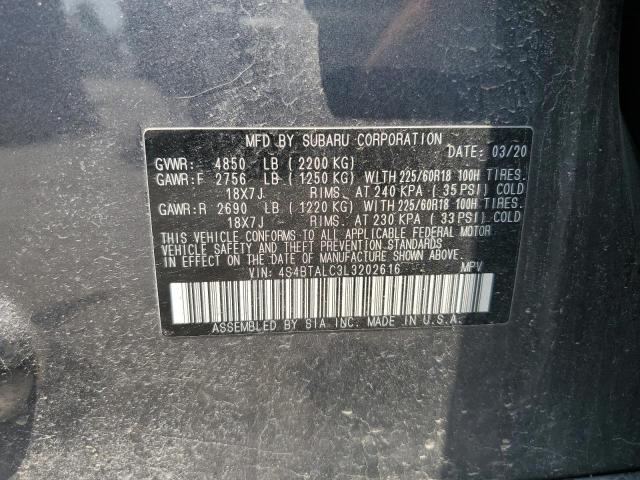 MFD BY SUBARU CORPORATION
DATE: 03/20
GVWR: 4850 LB (2200 KG)
GAWR:F 2756 LB (1250 KG) WITH 225/60R18 100H TIRES.
18X7J RIMS. AT 240 KPA (35 PSI) COLD
GAWR:R 2690 LB (1220 KG) WITH 225/60R18 100H TIRES.
18X7J RIMS. AT 230 KPA (33 PSI) COLD
THIS VEHICLE CONFORMS TO ALL APPLICABLE FEDERAL MOTOR
VEHICLE SAFETY AND THEFT PREVENTION STANDARDS
IN EFFECT ON THE DATE OF MANUFACTURE SHOWN ABOVE.
VIN: 4S4BTALC3L3202616 MPV
ASSEMBLED BY SIA INC. MADE IN U.S.A.